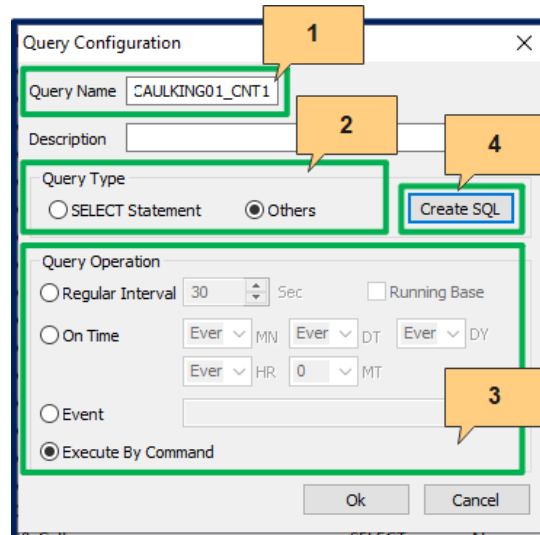 1
Query Configuration
Query Name CAULKING01_CNT1
2
Description
4
Query Type
SELECT Statement Others Create SQL
Query Operation
Regular Interval 30 Sec Running Base
On Time Ever MN Ever DT Ever DY
Ever HR 0 MT
3
Event
Execute By Command
Ok Cancel